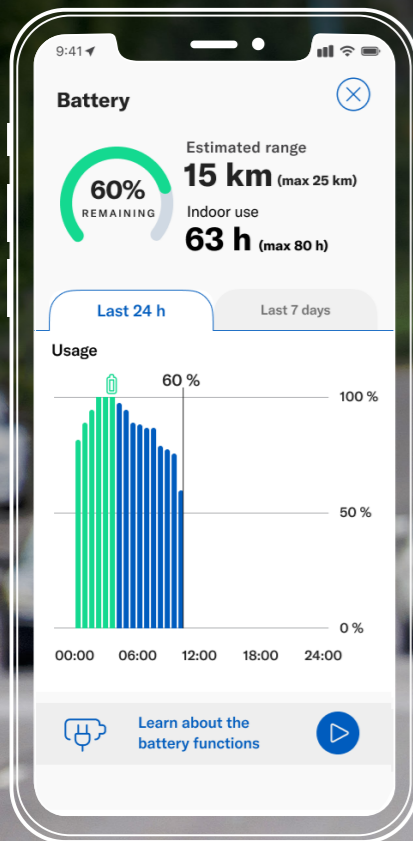 9:41
Battery
60%
REMAINING
Estimated range
15 km (max 25 km)
Indoor use
63 h (max 80 h)
Last 24 h
Last 7 days
Usage
60 %
100 %
50 %
0 %
00:00 06:00 12:00 18:00 24:00
Learn about the
battery functions